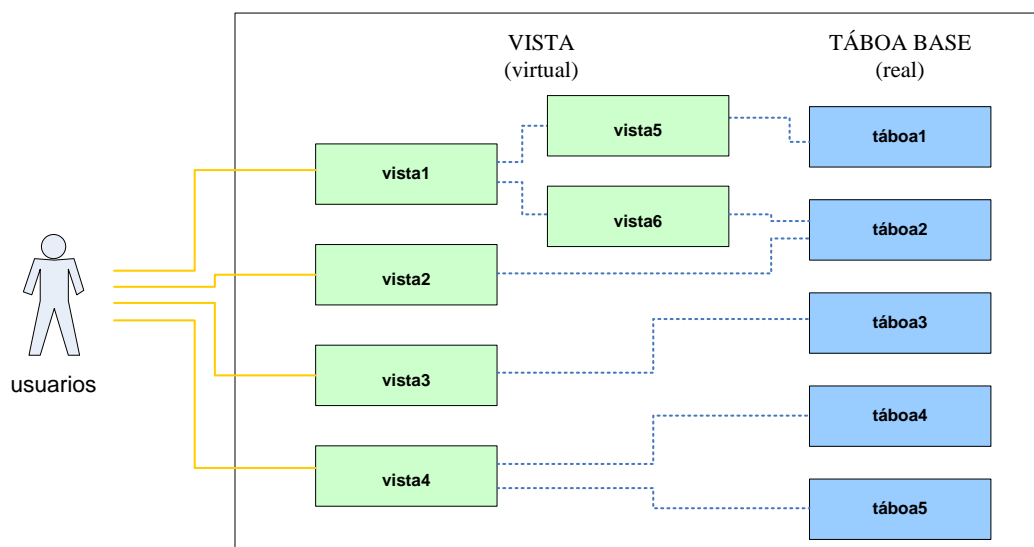 VISTA
(virtual)
TÁBOA BASE
(real)
vista5
táboa1
vista1
vista6
táboa2
vista2
táboa3
vista3
usuarios
táboa4
vista4
táboa5